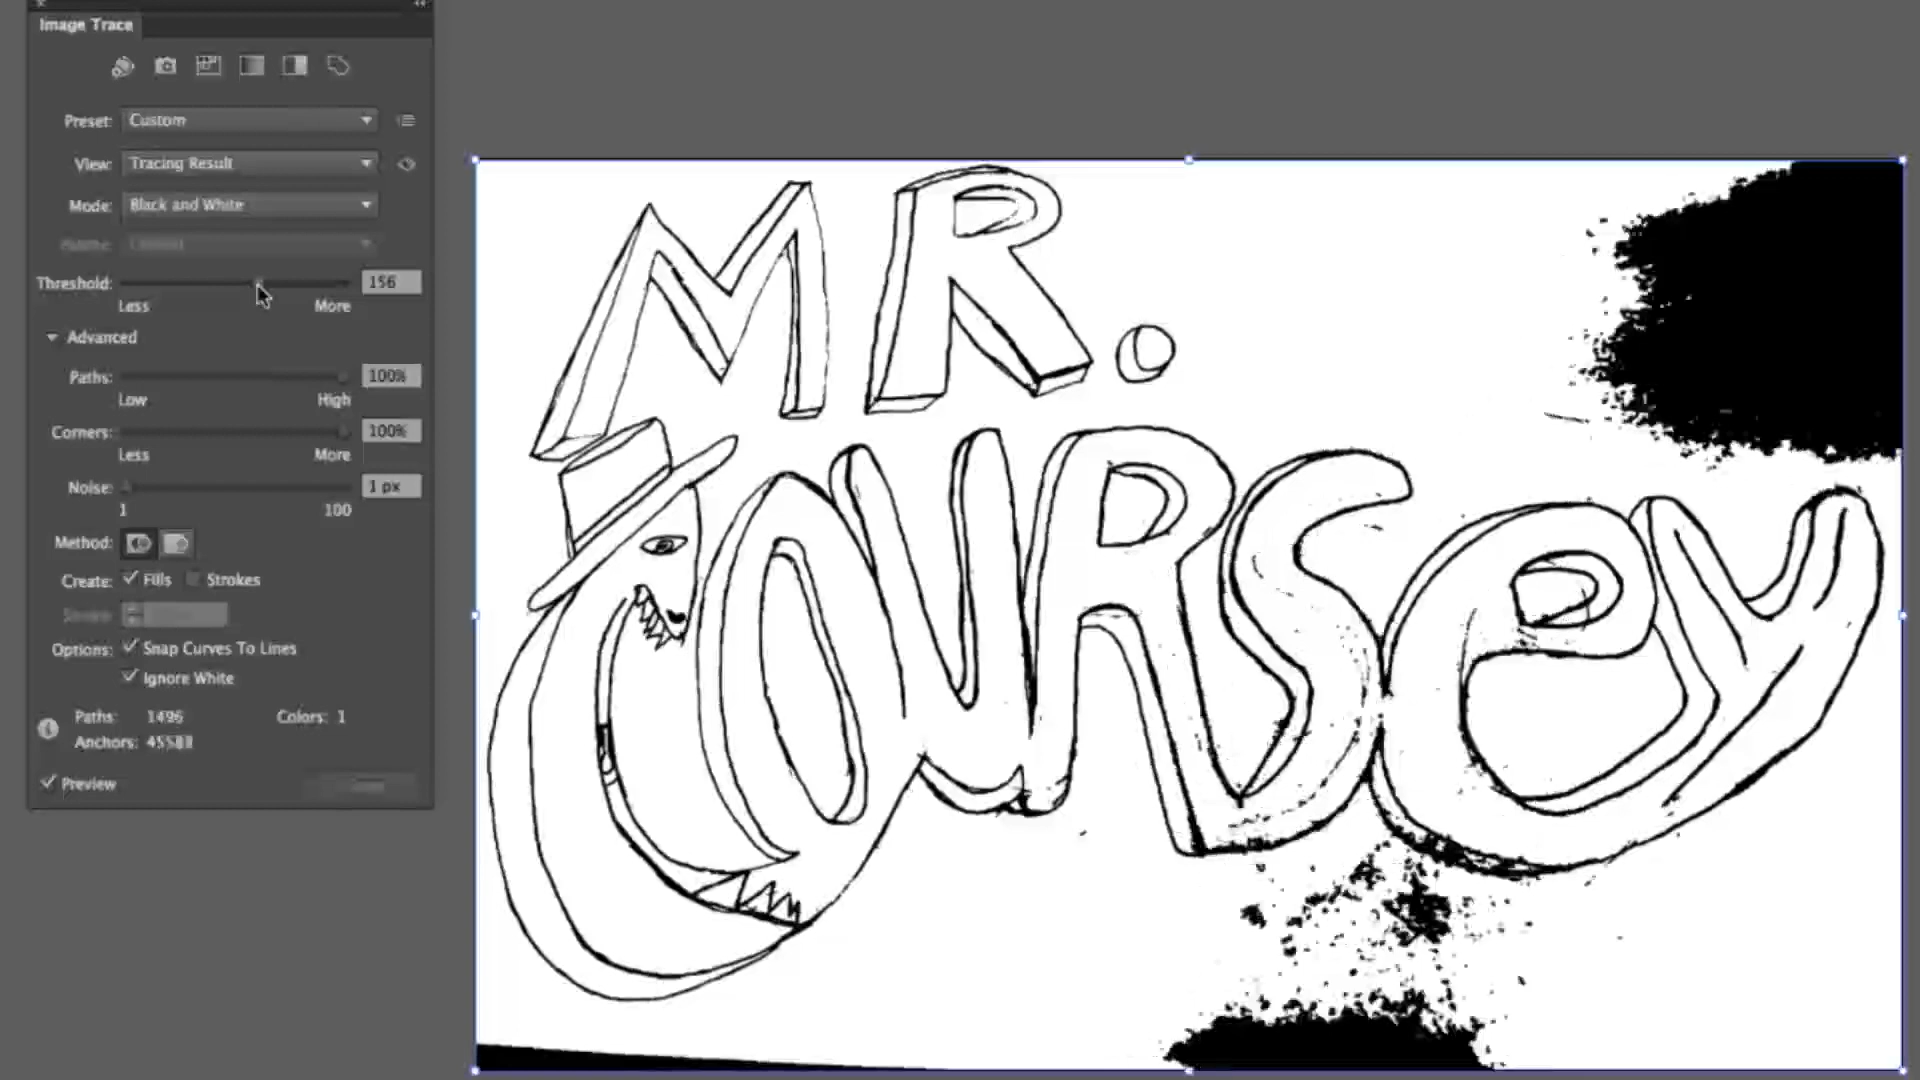 Image Trace
Preset: Custom
View: Tracing Result
Mode: Black and White
Threshold: 156
Less More
Advanced
Paths: 100%
Low High
Corners: 100%
Less More
Noise: 1 px
1 100
Method:
Create: Fills Strokes
Options: Snap Curves To Lines
Ignore White
Paths: 1496 Colors: 1
Anchors:
Preview
MR.
COURSeY